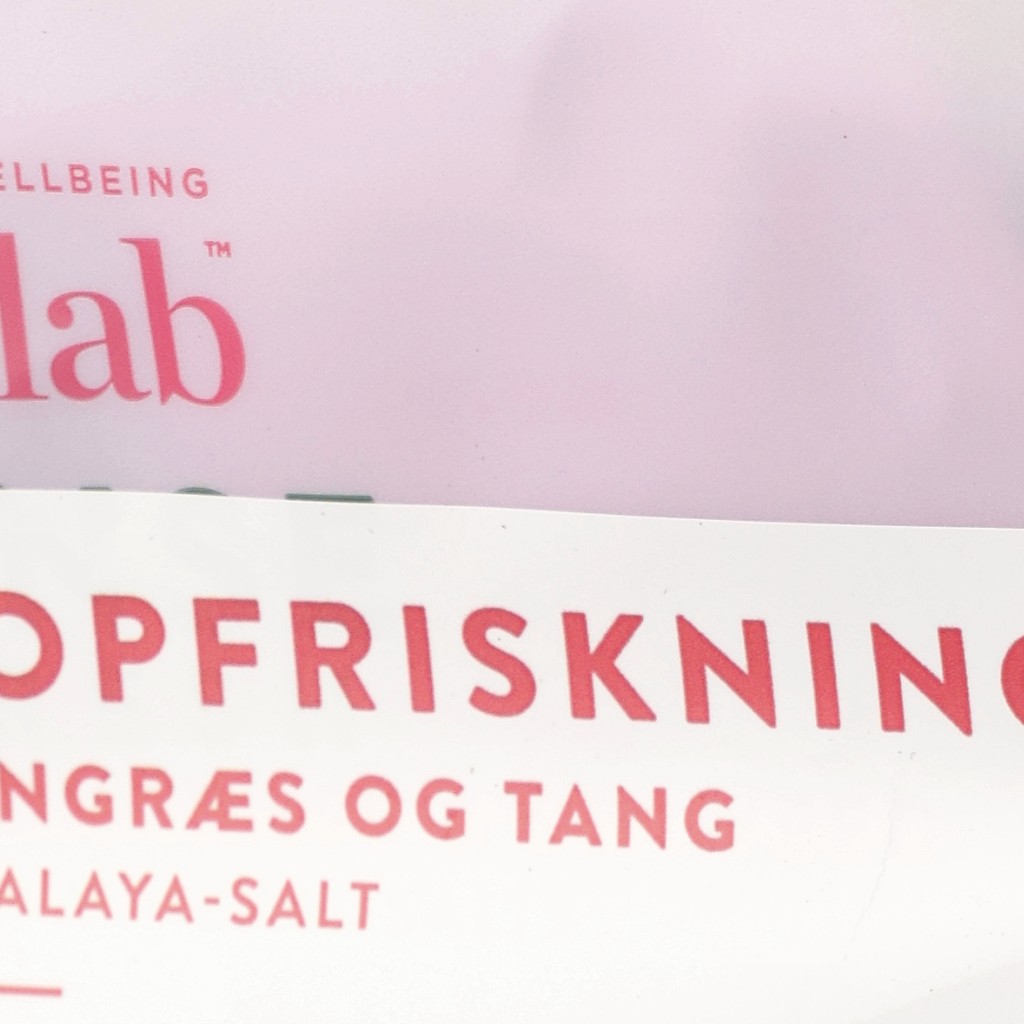 ELLBEING
lab™
OPFRISKNING
NGRÆS OG TANG
ALAYA-SALT